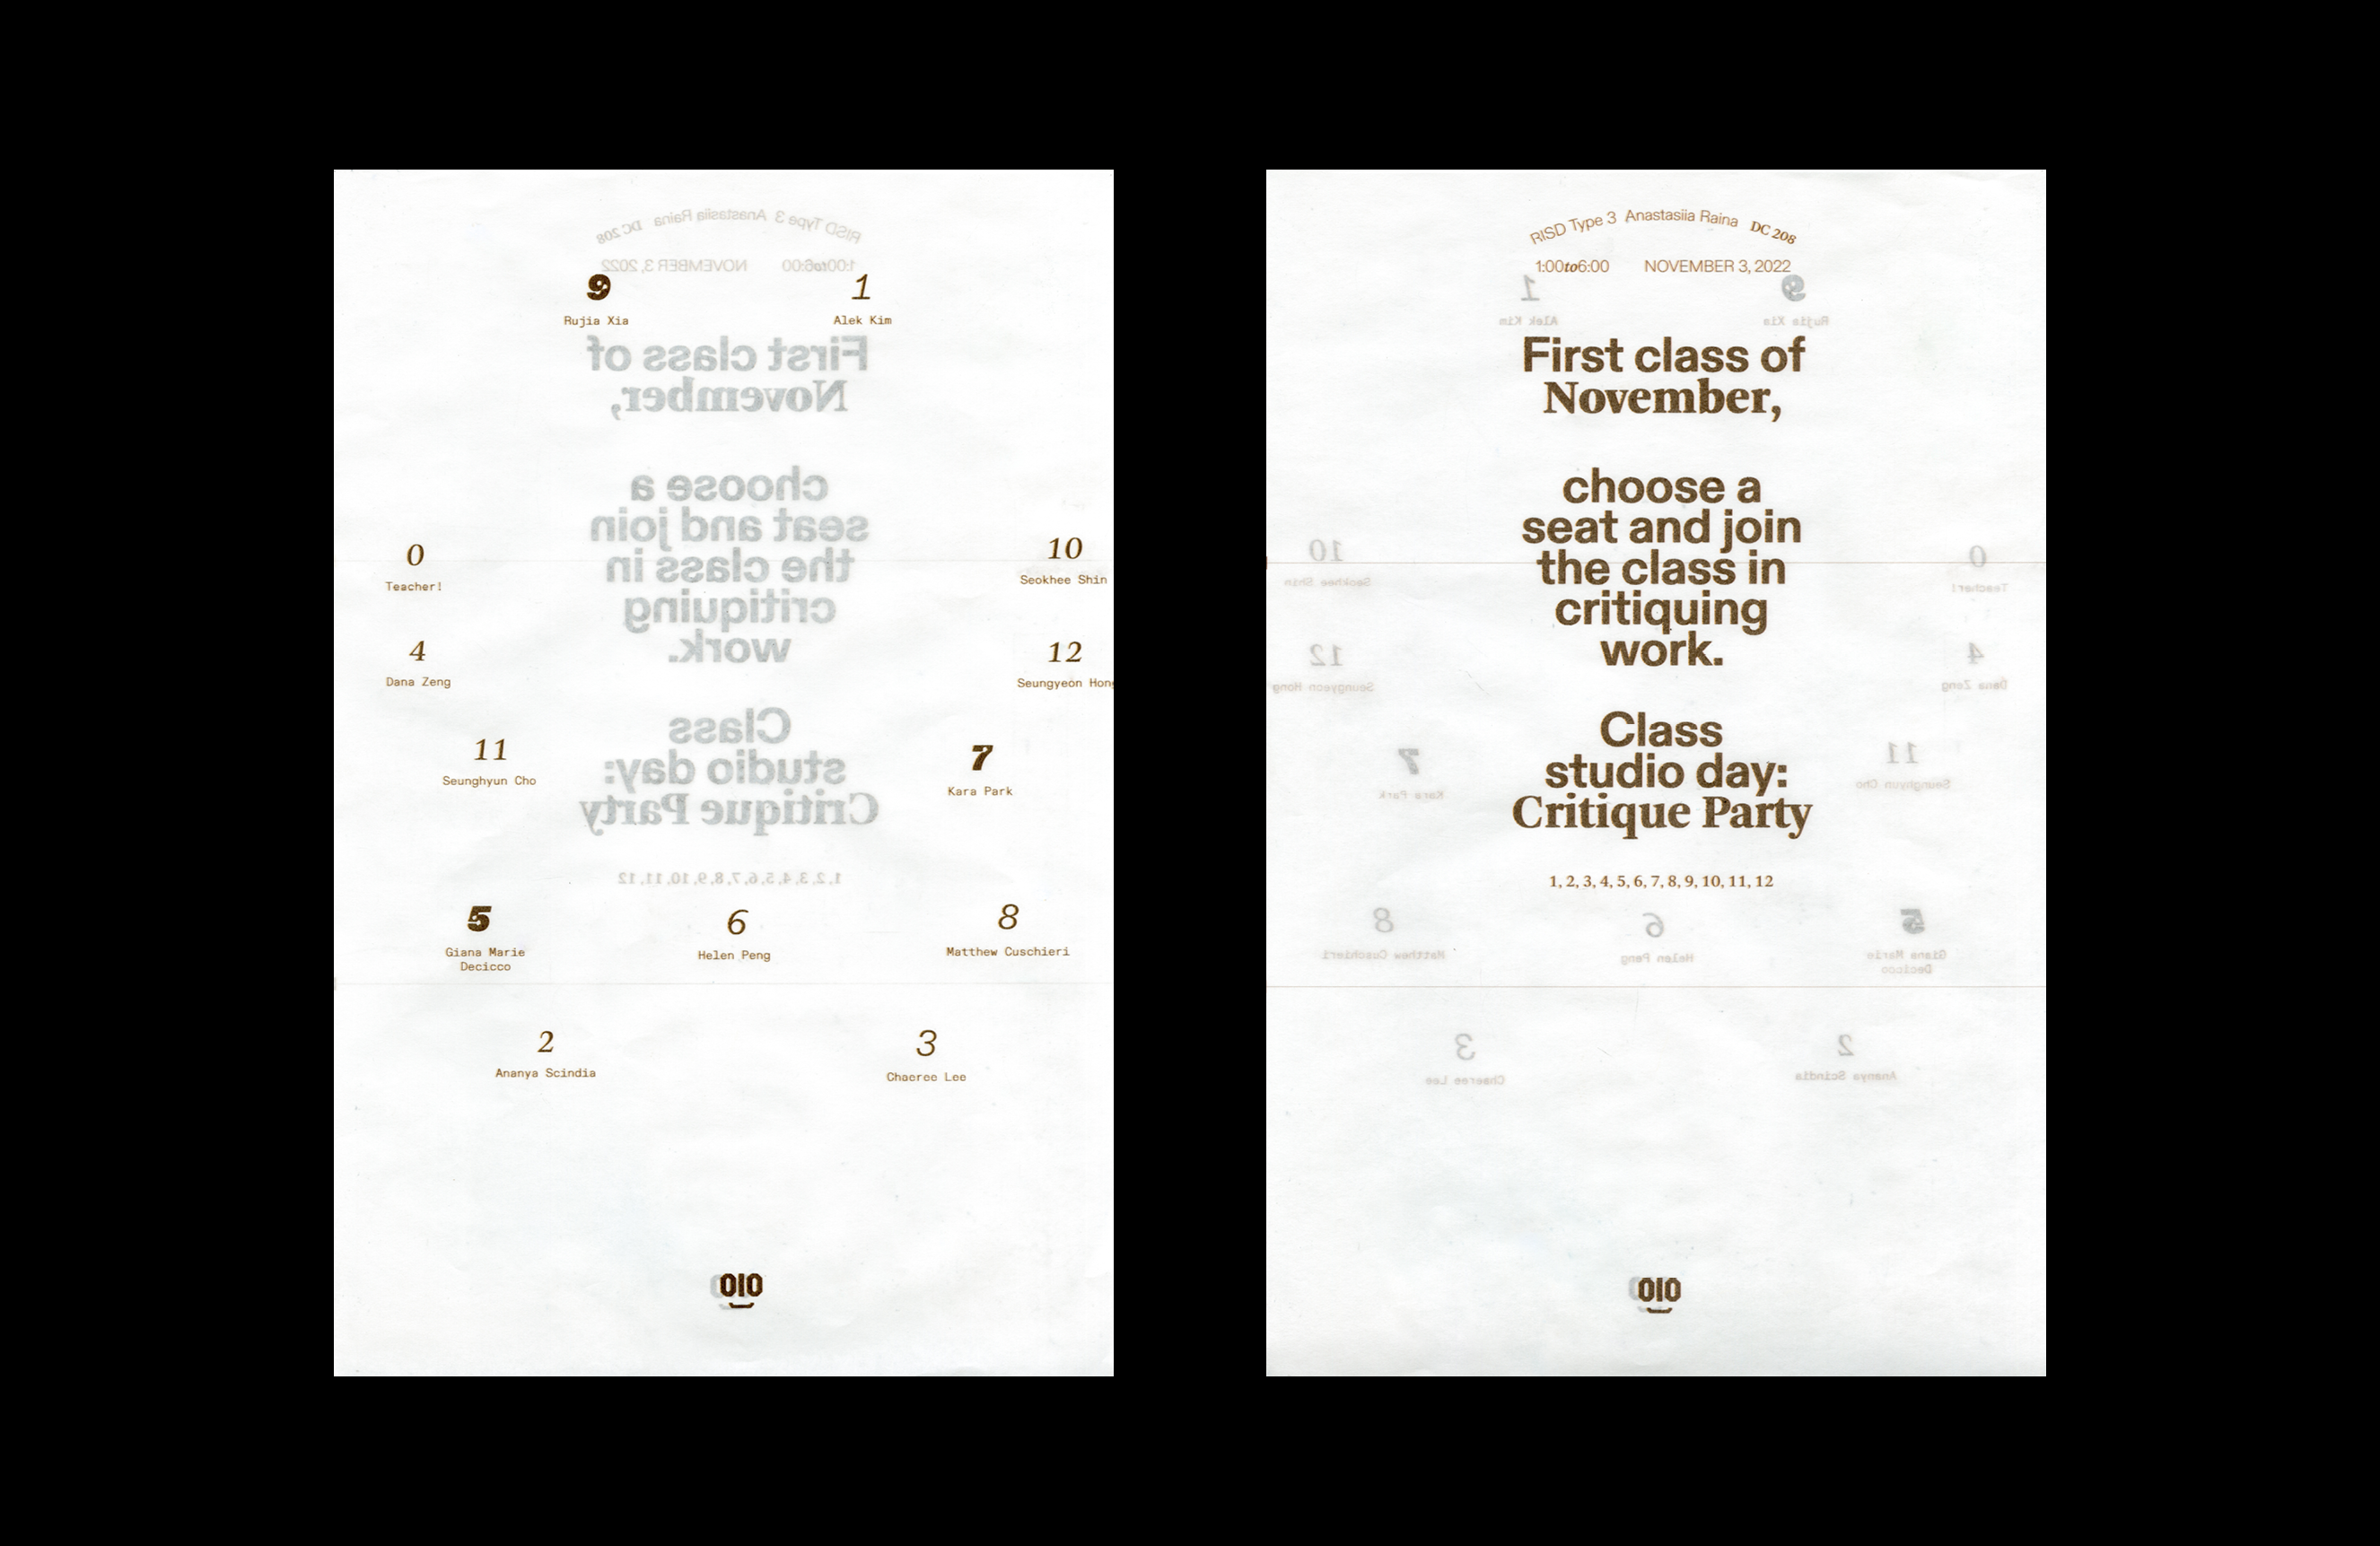 9
Rujia Xia
1
Alek Kim
0
Teacher!
10
Seokhee Shin
4
Dana Zeng
12
Seungyeon Hong
11
Seunghyun Cho
7
Kara Park
5
Giana Marie
Decicco
6
Helen Peng
8
Matthew Cuschieri
2
Ananya Scindia
3
Chaeree Lee
010
RISD Type 3 Anastasiia Raina DC 208
1:00to6:00 NOVEMBER 3, 2022
First class of
November,
choose a
seat and join
the class in
critiquing
work.
Class
studio day:
Critique Party
1, 2, 3, 4, 5, 6, 7, 8, 9, 10, 11, 12
010